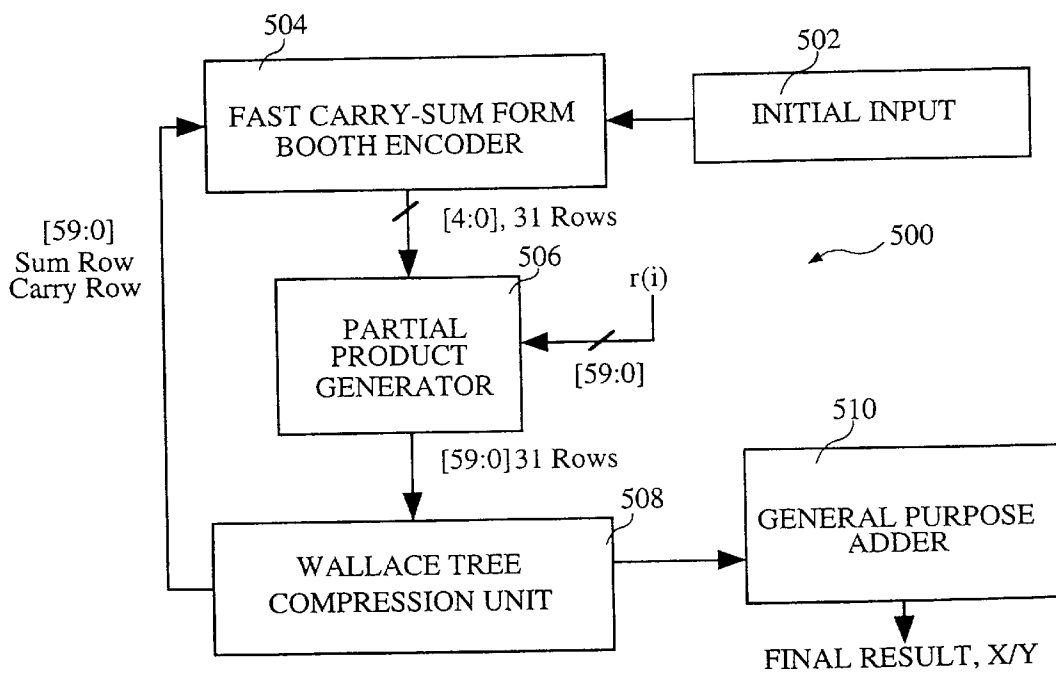 504
FAST CARRY-SUM FORM
BOOTH ENCODER
502
INITIAL INPUT
[59:0]
Sum Row
Carry Row
[4:0], 31 Rows
500
506
PARTIAL
PRODUCT
GENERATOR
r(i)
[59:0]
[59:0] 31 Rows
508
WALLACE TREE
COMPRESSION UNIT
510
GENERAL PURPOSE
ADDER
FINAL RESULT, X/Y